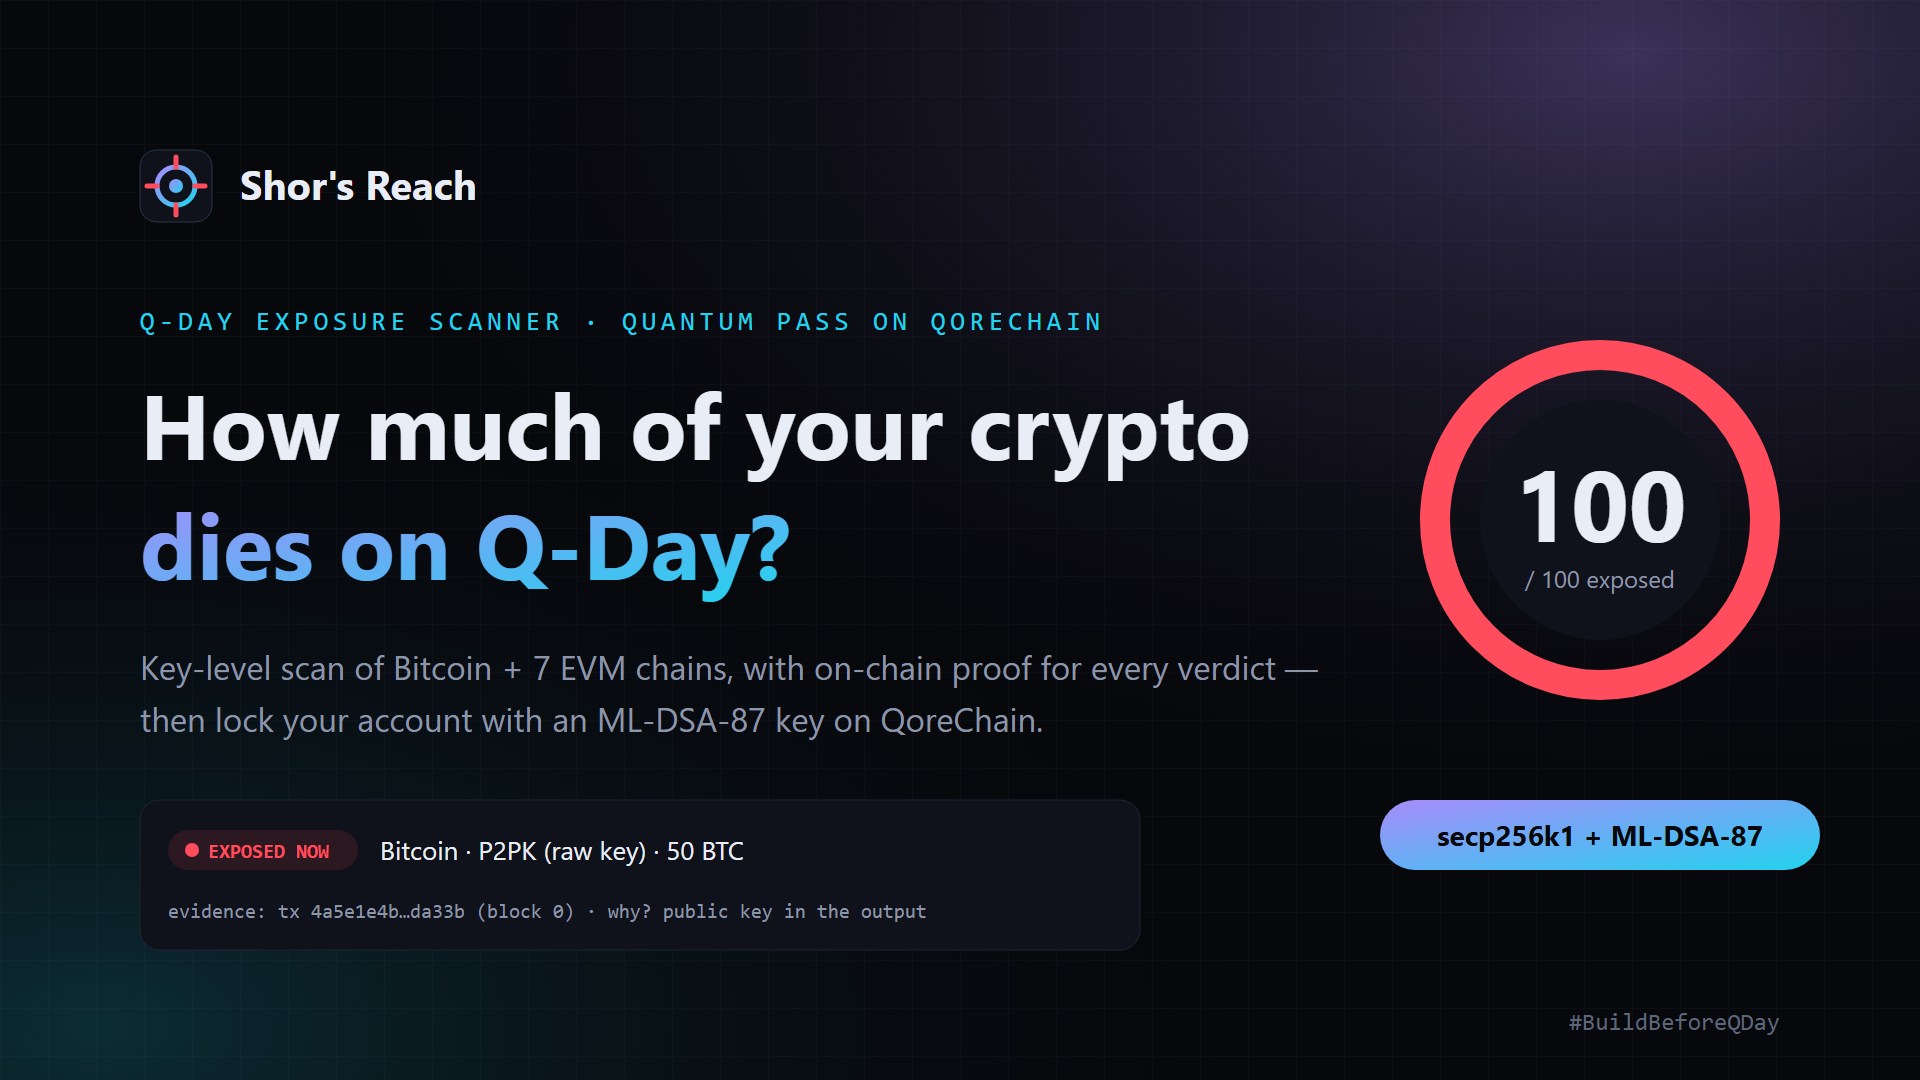 Shor's Reach
Q-DAY EXPOSURE SCANNER · QUANTUM PASS ON QORECHAIN
How much of your crypto
dies on Q-Day?
Key-level scan of Bitcoin + 7 EVM chains, with on-chain proof for every verdict —
then lock your account with an ML-DSA-87 key on QoreChain.
100
/ 100 exposed
EXPOSED NOW Bitcoin · P2PK (raw key) · 50 BTC
evidence: tx 4a5e1e4b…da33b (block 0) · why? public key in the output
secp256k1 + ML-DSA-87
#BuildBeforeQDay